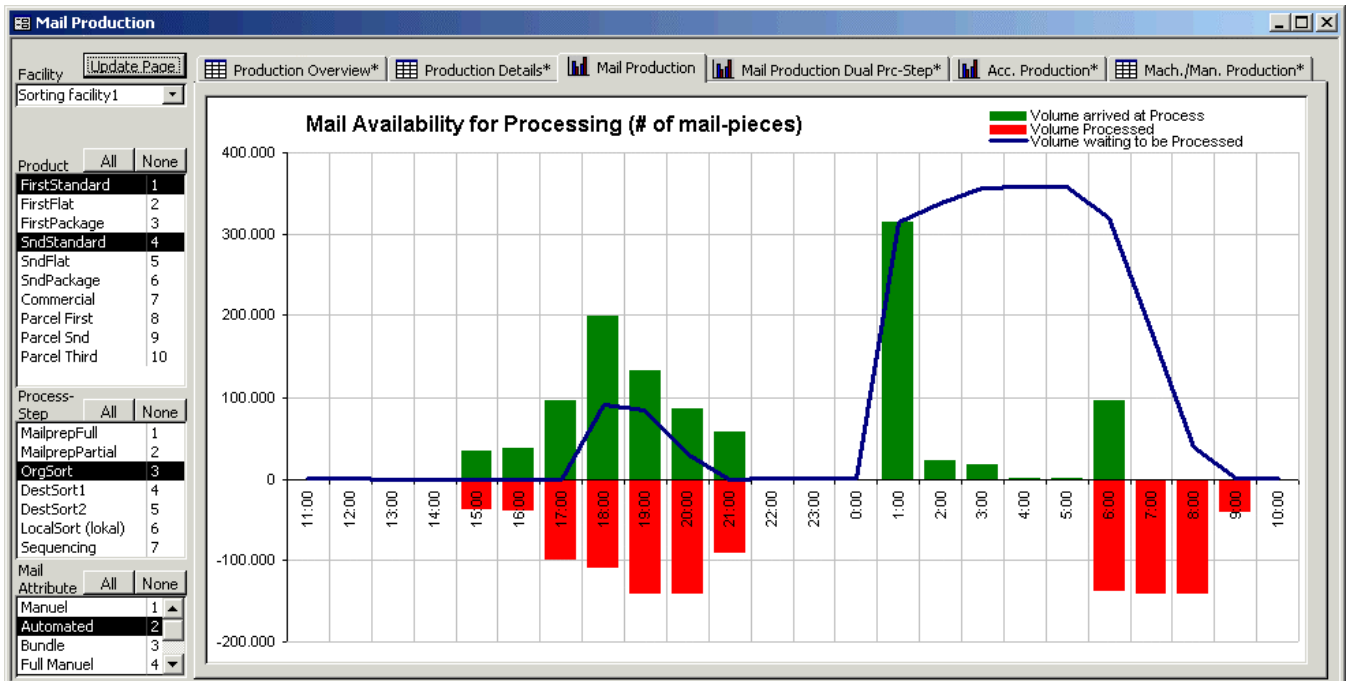 Mail Production
Facility
Update Page
Sorting facility1
Product All None
FirstStandard 1
FirstFlat 2
FirstPackage 3
SndStandard 4
SndFlat 5
SndPackage 6
Commercial 7
Parcel First 8
Parcel Snd 9
Parcel Third 10
Process-
Step All None
MailprepFull 1
MailprepPartial 2
OrgSort 3
DestSort1 4
DestSort2 5
LocalSort (lokal) 6
Sequencing 7
Mail
Attribute All None
Manuel 1
Automated 2
Bundle 3
Full Manuel 4
Production Overview* Production Details* Mail Production Mail Production Dual Prc-Step* Acc. Production* Mach./Man. Production*
Mail Availability for Processing (# of mail-pieces)
Volume arrived at Process
Volume Processed
Volume waiting to be Processed
400.000
300.000
200.000
100.000
0
-100.000
-200.000
11:00 12:00 13:00 14:00 15:00 16:00 17:00 18:00 19:00 20:00 21:00 22:00 23:00 0:00 1:00 2:00 3:00 4:00 5:00 6:00 7:00 8:00 9:00 10:00